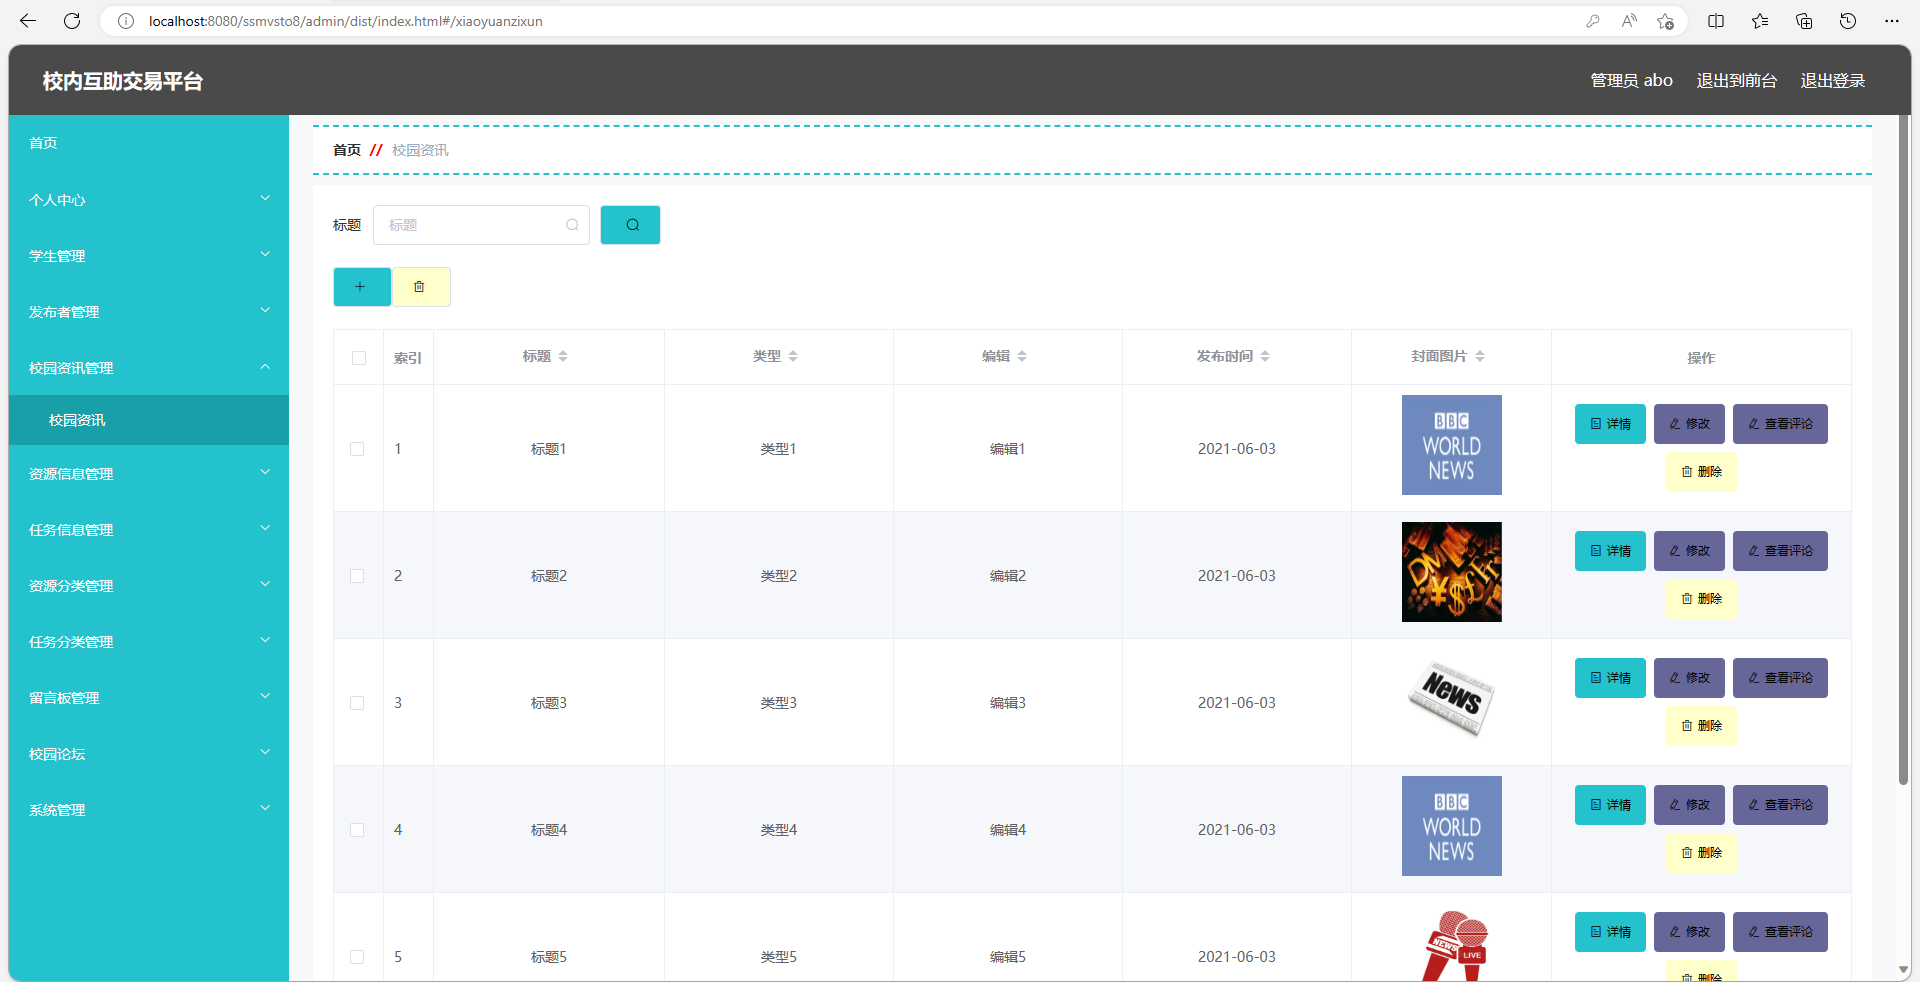 localhost:8080/ssmvsto8/admin/dist/index.html#/xiaoyuanzixun
校内互助交易平台
管理员 abo 退出到前台 退出登录
首页
个人中心
学生管理
发布者管理
校园资讯管理
校园资讯
资源信息管理
任务信息管理
资源分类管理
任务分类管理
留言板管理
校园论坛
系统管理
首页 // 校园资讯
标题 标题
索引 标题 类型 编辑 发布时间 封面图片 操作
1 标题1 类型1 编辑1 2021-06-03
BBC
WORLD
NEWS
详情 修改 查看评论
删除
2 标题2 类型2 编辑2 2021-06-03
详情 修改 查看评论
删除
3 标题3 类型3 编辑3 2021-06-03
News
详情 修改 查看评论
删除
4 标题4 类型4 编辑4 2021-06-03
BBC
WORLD
NEWS
详情 修改 查看评论
删除
5 标题5 类型5 编辑5 2021-06-03
NEWS
LIVE
详情 修改 查看评论
删除